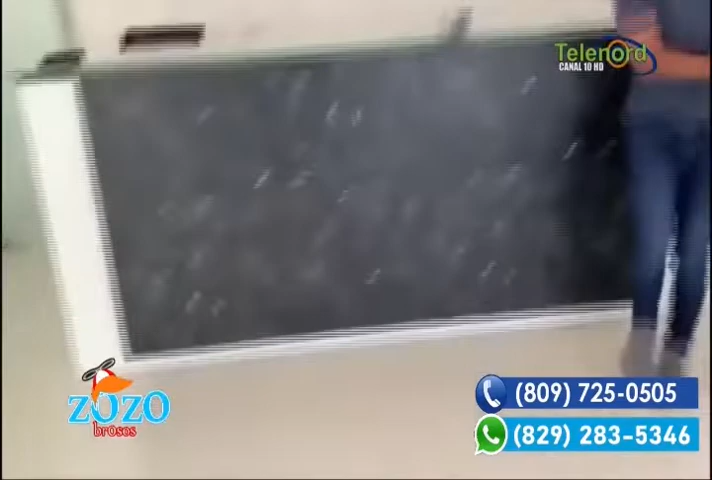 Telenord
CANAL 10 HD
ZOZO
brosos
(809) 725-0505
(829) 283-5346